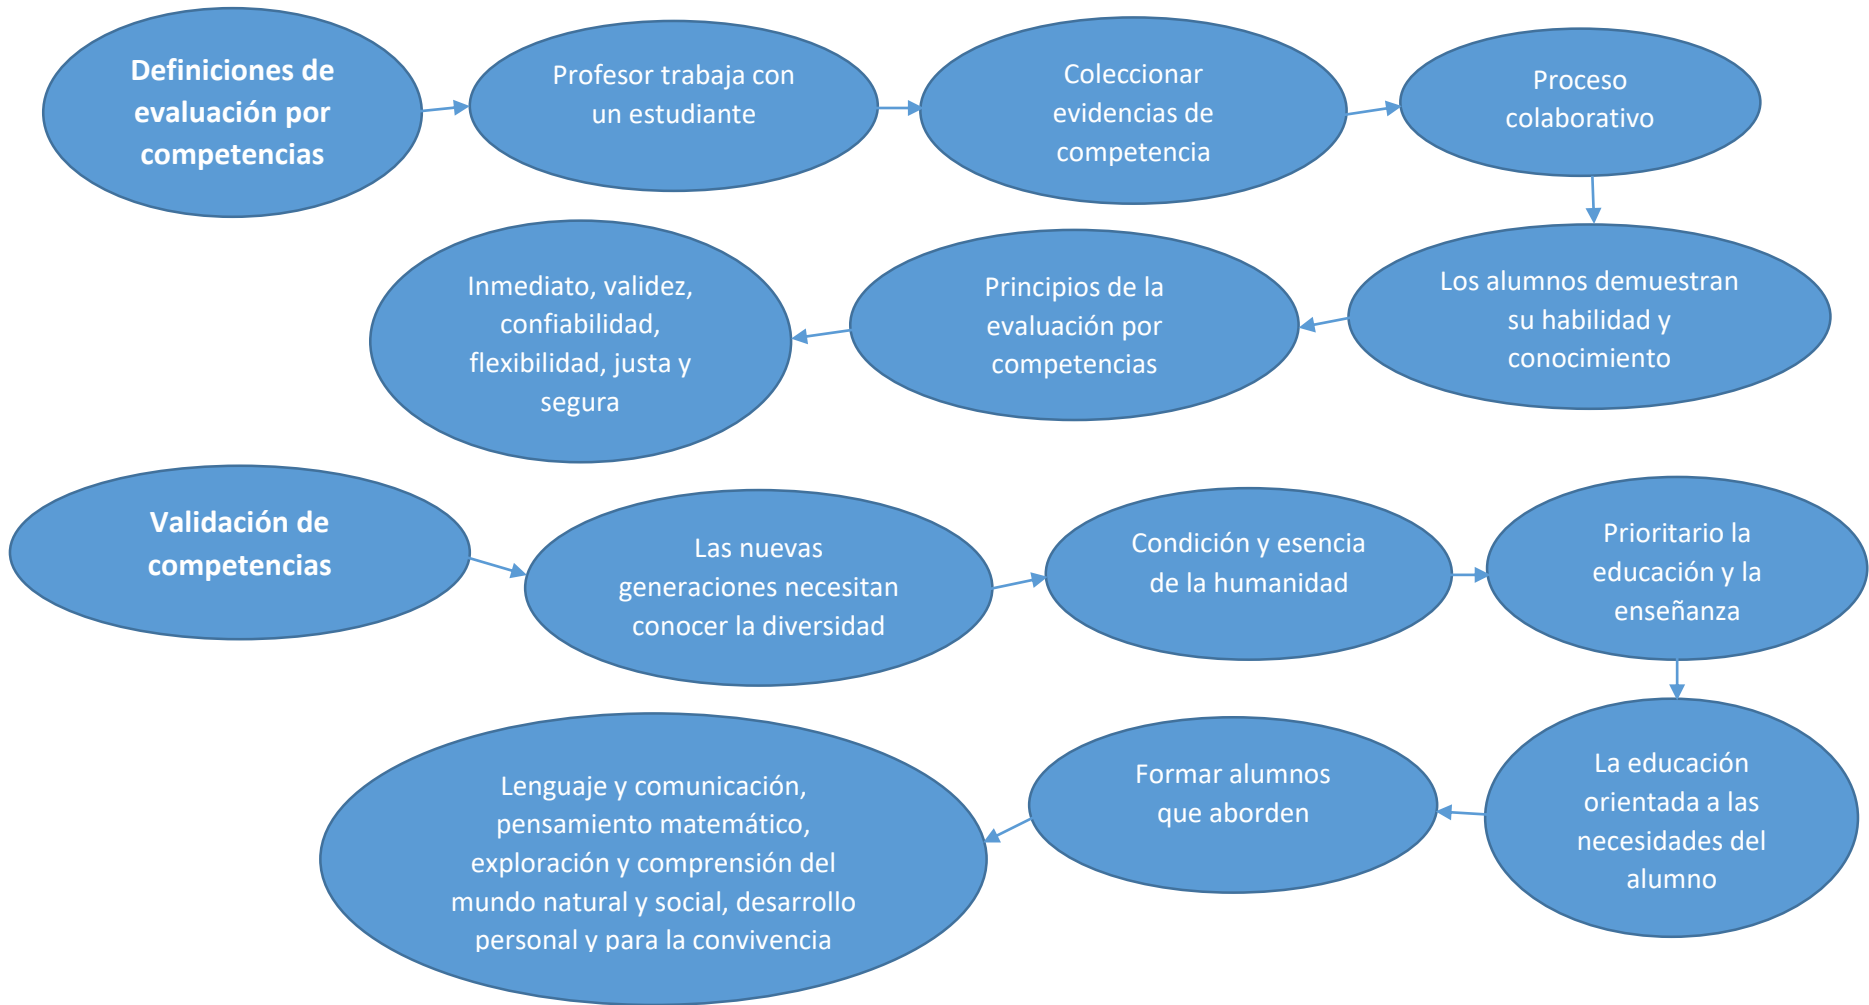 Definiciones de
evaluación por
competencias
Profesor trabaja con
un estudiante
Coleccionar
evidencias de
competencia
Proceso
colaborativo
Los alumnos demuestran
su habilidad y
conocimiento
Principios de la
evaluación por
competencias
Inmediato, validez,
confiabilidad,
flexibilidad, justa y
segura
Validación de
competencias
Las nuevas
generaciones necesitan
conocer la diversidad
Condición y esencia
de la humanidad
Prioritario la
educación y la
enseñanza
La educación
orientada a las
necesidades del
alumno
Formar alumnos
que aborden
Lenguaje y comunicación,
pensamiento matemático,
exploración y comprensión del
mundo natural y social, desarrollo
personal y para la convivencia